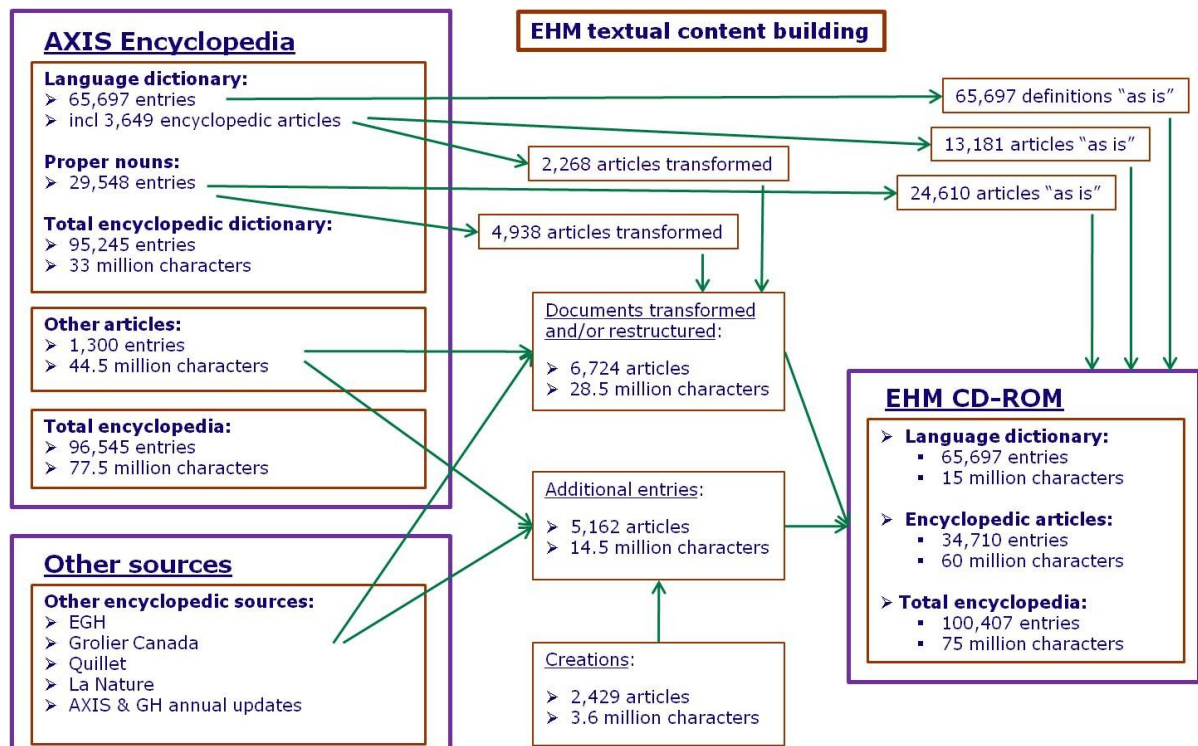 EHM textual content building
AXIS Encyclopedia
Language dictionary:
➢ 65,697 entries
➢ incl 3,649 encyclopedic articles
Proper nouns:
➢ 29,548 entries
Total encyclopedic dictionary:
➢ 95,245 entries
➢ 33 million characters
Other articles:
➢ 1,300 entries
➢ 44.5 million characters
Total encyclopedia:
➢ 96,545 entries
➢ 77.5 million characters
Other sources
Other encyclopedic sources:
➢ EGH
➢ Grolier Canada
➢ Quillet
➢ La Nature
➢ AXIS & GH annual updates
65,697 definitions “as is”
13,181 articles “as is”
2,268 articles transformed
24,610 articles “as is”
4,938 articles transformed
Documents transformed
and/or restructured:
➢ 6,724 articles
➢ 28.5 million characters
Additional entries:
➢ 5,162 articles
➢ 14.5 million characters
Creations:
➢ 2,429 articles
➢ 3.6 million characters
EHM CD-ROM
➢ Language dictionary:
▪ 65,697 entries
▪ 15 million characters
➢ Encyclopedic articles:
▪ 34,710 entries
▪ 60 million characters
➢ Total encyclopedia:
▪ 100,407 entries
▪ 75 million characters